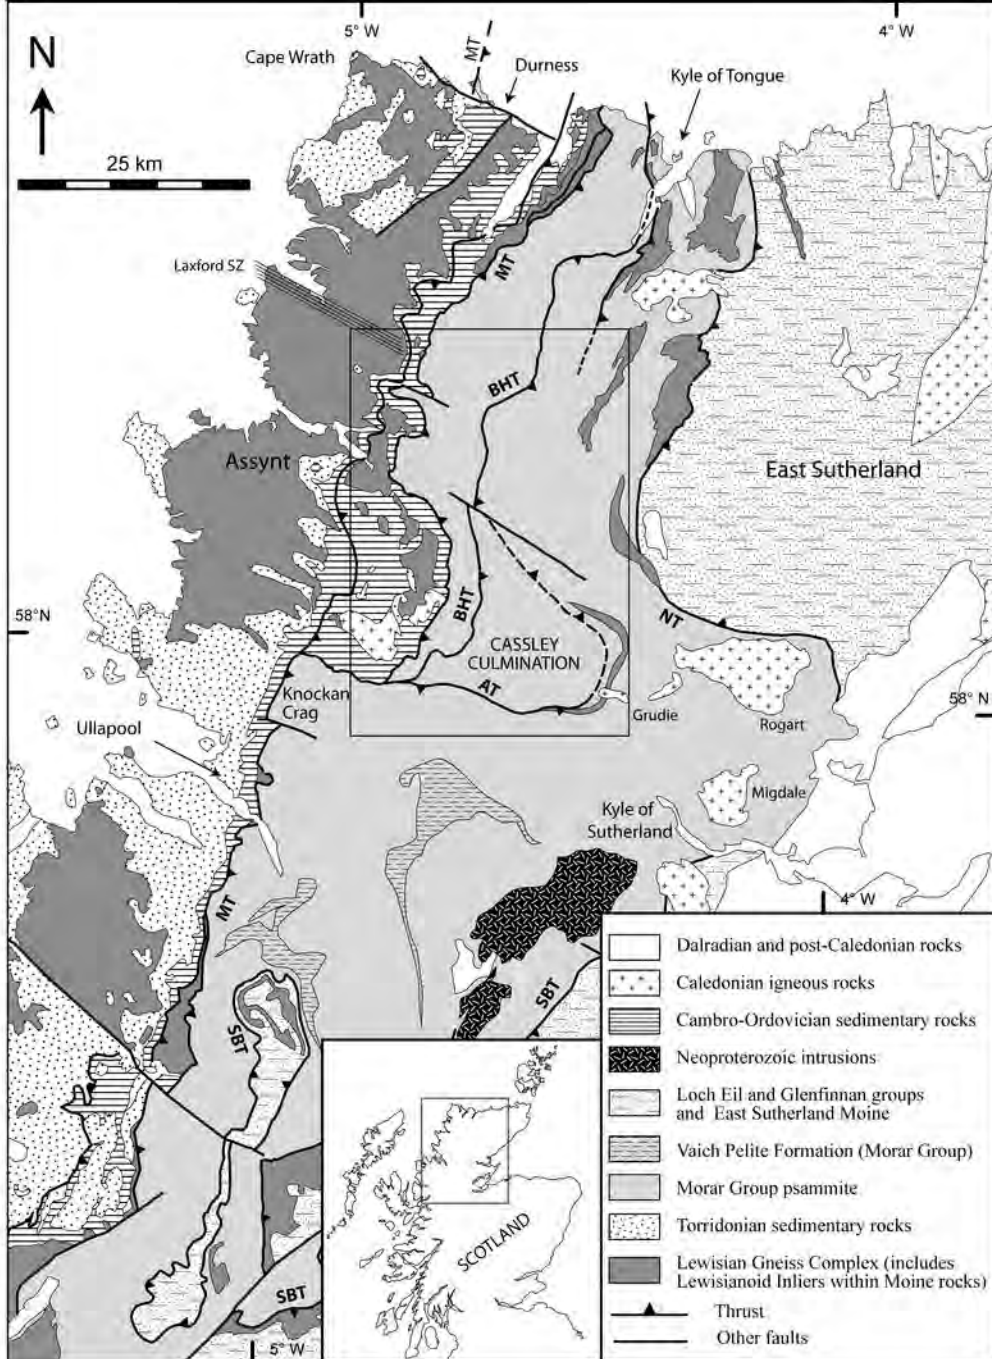 5° W
4° W
N
MT
Cape Wrath
Durness
Kyle of Tongue
25 km
Laxford SZ
MT
BHT
Assynt
East Sutherland
58°N
BHT
NT
CASSLEY
CULMINATION
AT
Knockan
Crag
Grudie
Rogart
58° N
Ullapool
Migdale
Kyle of
Sutherland
4° W
MT
SBT
SBT
SBT
5° W
SCOTLAND
Dalradian and post-Caledonian rocks
Caledonian igneous rocks
Cambro-Ordovician sedimentary rocks
Neoproterozoic intrusions
Loch Eil and Glenfinnan groups
and East Sutherland Moine
Vaich Pelite Formation (Morar Group)
Morar Group psammite
Torridonian sedimentary rocks
Lewisian Gneiss Complex (includes
Lewisianoid Inliers within Moine rocks)
Thrust
Other faults